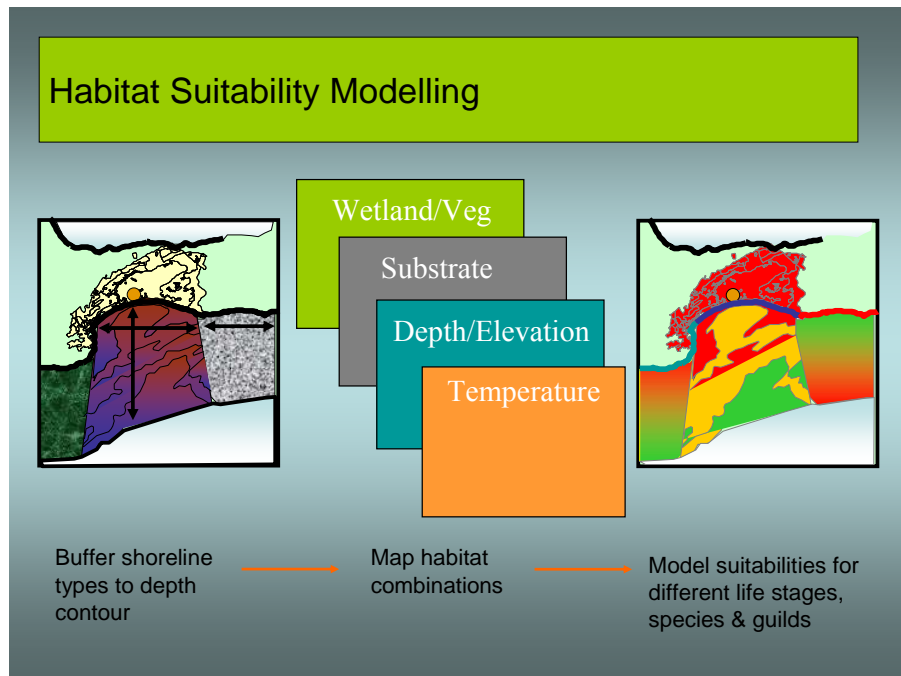 Habitat Suitability Modelling
Wetland/Veg
Substrate
Depth/Elevation
Temperature
Buffer shoreline
types to depth
contour
Map habitat
combinations
Model suitabilities for
different life stages,
species & guilds